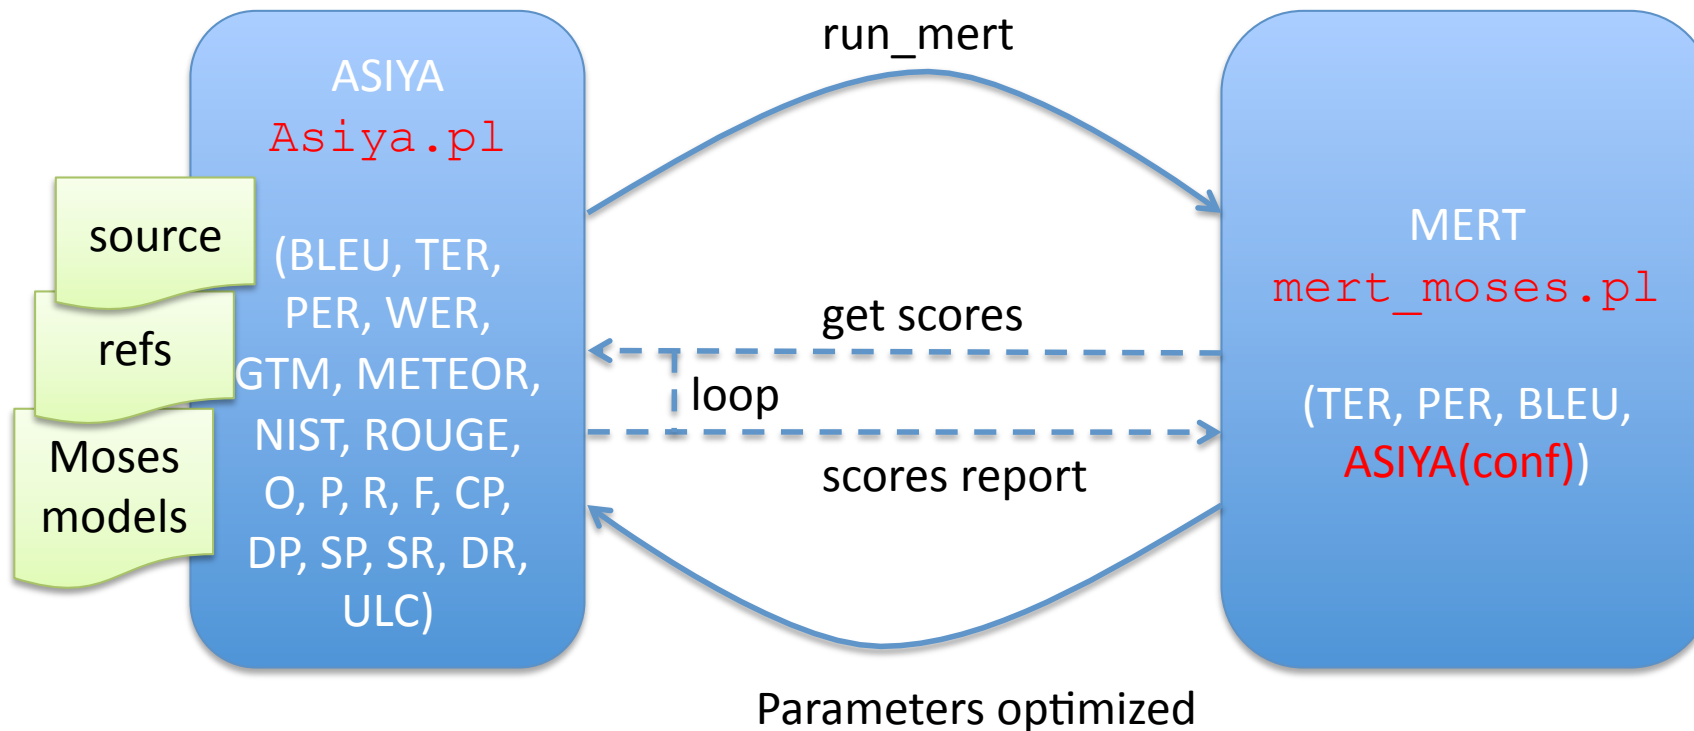 run_mert
ASIYA
Asiya.pl
source
(BLEU, TER,
PER, WER,
GTM, METEOR,
NIST, ROUGE,
O, P, R, F, CP,
DP, SP, SR, DR,
ULC)
refs
Moses
models
get scores
loop
scores report
MERT
mert_moses.pl
(TER, PER, BLEU,
ASIYA(conf))
Parameters optimized